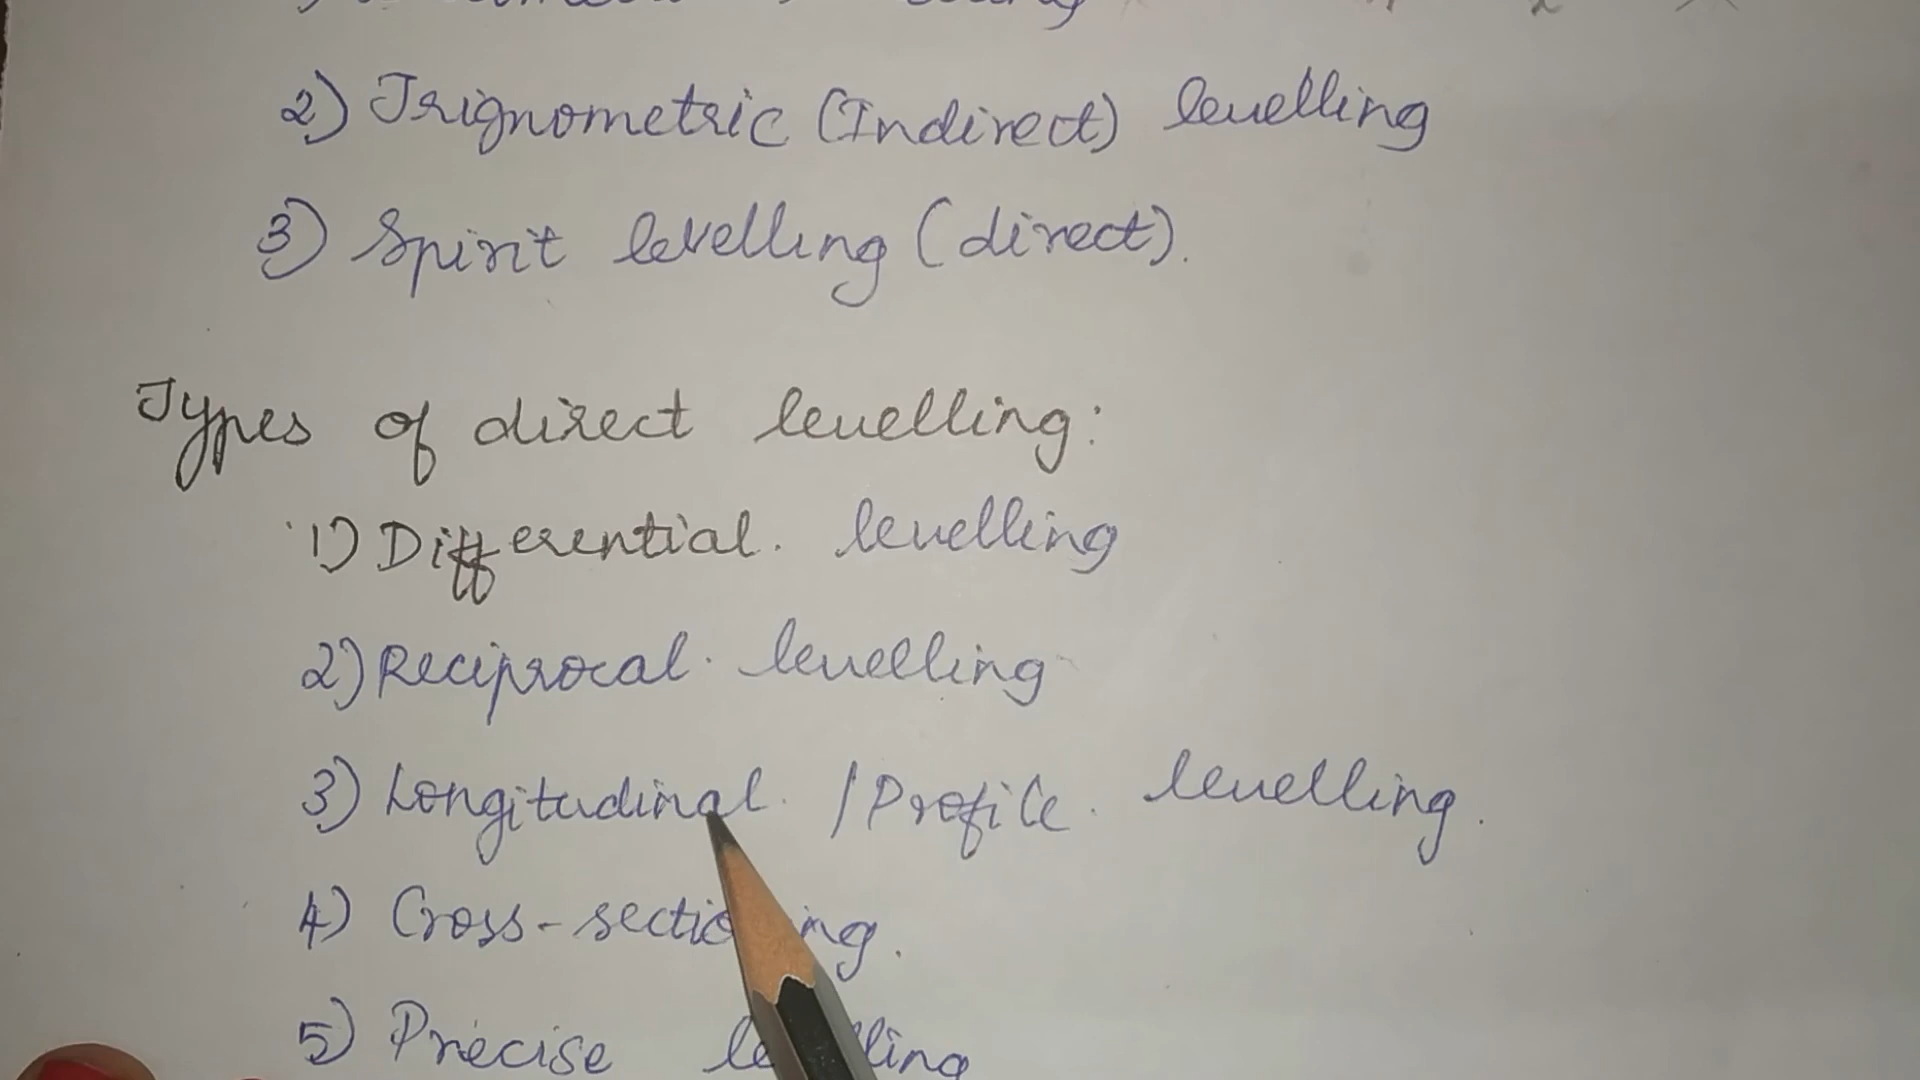 2) Trignometric (Indirect) levelling
3) Spirit levelling (direct).
Types of direct levelling:
1) Differential. levelling
2) Reciprocal. levelling
3) Longitudinal. / Profile. levelling.
4) Cross-sectioning.
5) Precise levelling